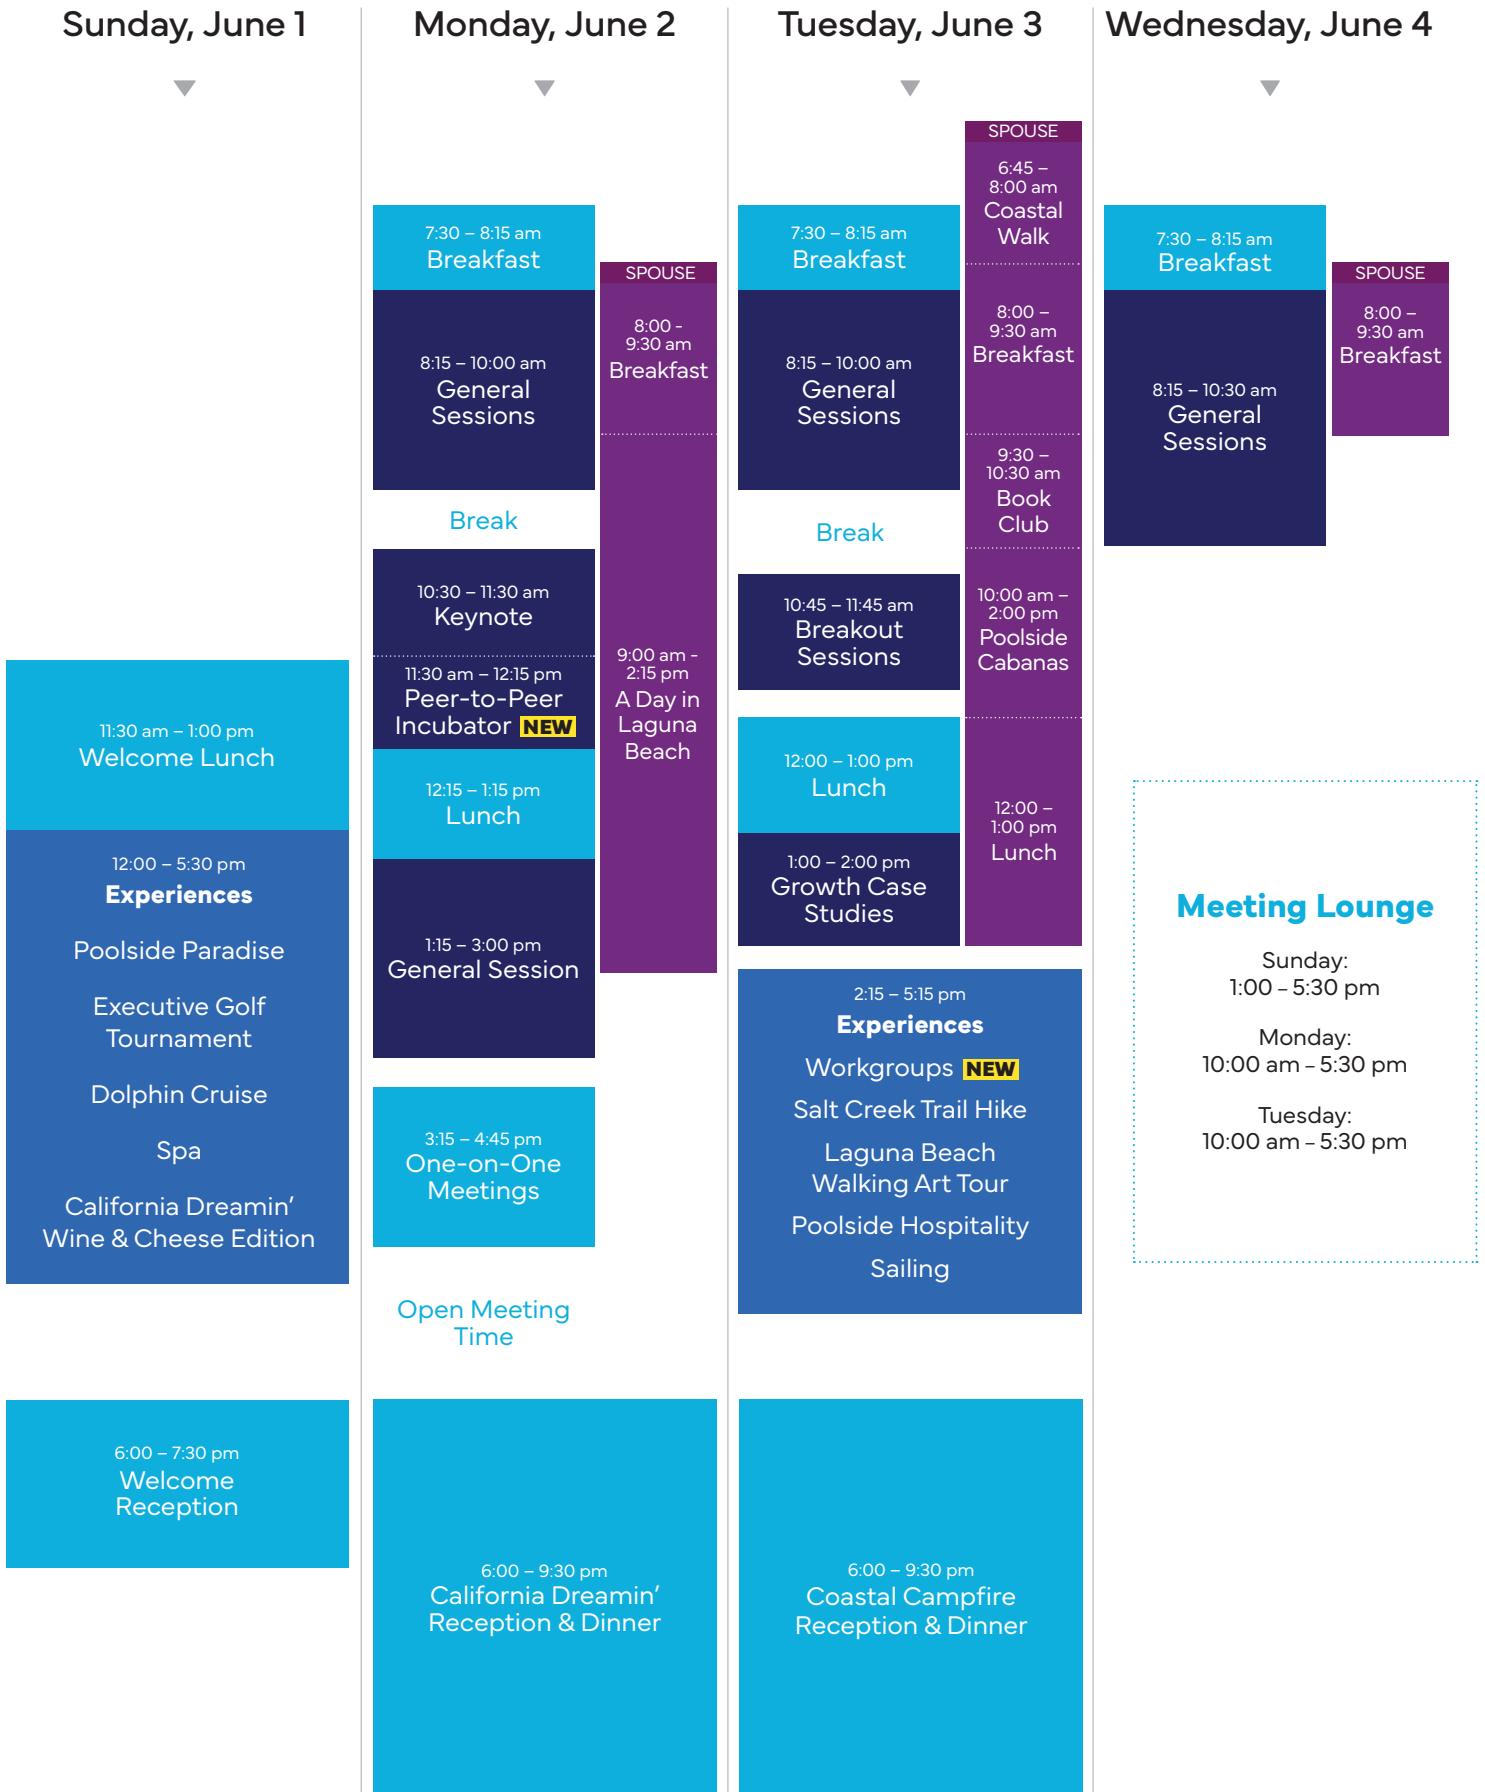 Sunday, June 1
11:30 am – 1:00 pm
Welcome Lunch
12:00 – 5:30 pm
Experiences
Poolside Paradise
Executive Golf
Tournament
Dolphin Cruise
Spa
California Dreamin’
Wine & Cheese Edition
6:00 – 7:30 pm
Welcome
Reception
Monday, June 2
7:30 – 8:15 am
Breakfast
8:15 – 10:00 am
General
Sessions
Break
10:30 – 11:30 am
Keynote
11:30 am – 12:15 pm
Peer-to-Peer
Incubator NEW
12:15 – 1:15 pm
Lunch
1:15 – 3:00 pm
General Session
3:15 – 4:45 pm
One-on-One
Meetings
Open Meeting
Time
SPOUSE
8:00 -
9:30 am
Breakfast
9:00 am -
2:15 pm
A Day in
Laguna
Beach
6:00 – 9:30 pm
California Dreamin’
Reception & Dinner
Tuesday, June 3
7:30 – 8:15 am
Breakfast
8:15 – 10:00 am
General
Sessions
Break
10:45 – 11:45 am
Breakout
Sessions
12:00 – 1:00 pm
Lunch
1:00 – 2:00 pm
Growth Case
Studies
SPOUSE
6:45 –
8:00 am
Coastal
Walk
8:00 –
9:30 am
Breakfast
9:30 –
10:30 am
Book
Club
10:00 am –
2:00 pm
Poolside
Cabanas
12:00 –
1:00 pm
Lunch
2:15 – 5:15 pm
Experiences
Workgroups NEW
Salt Creek Trail Hike
Laguna Beach
Walking Art Tour
Poolside Hospitality
Sailing
6:00 – 9:30 pm
Coastal Campfire
Reception & Dinner
Wednesday, June 4
7:30 – 8:15 am
Breakfast
8:15 – 10:30 am
General
Sessions
SPOUSE
8:00 –
9:30 am
Breakfast
Meeting Lounge
Sunday:
1:00 – 5:30 pm
Monday:
10:00 am – 5:30 pm
Tuesday:
10:00 am – 5:30 pm